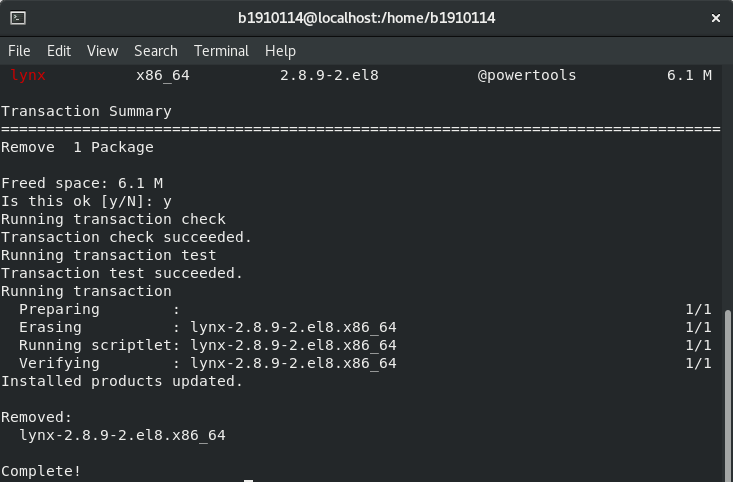 b1910114@localhost:/home/b1910114
File Edit View Search Terminal Help
lynx x86_64 2.8.9-2.el8 @powertools 6.1 M
Transaction Summary
================================================================================
Remove  1 Package
Freed space: 6.1 M
Is this ok [y/N]: y
Running transaction check
Transaction check succeeded.
Running transaction test
Transaction test succeeded.
Running transaction
  Preparing        :                                                        1/1
  Erasing          : lynx-2.8.9-2.el8.x86_64                                1/1
  Running scriptlet: lynx-2.8.9-2.el8.x86_64                                1/1
  Verifying        : lynx-2.8.9-2.el8.x86_64                                1/1
Installed products updated.
Removed:
  lynx-2.8.9-2.el8.x86_64
Complete!